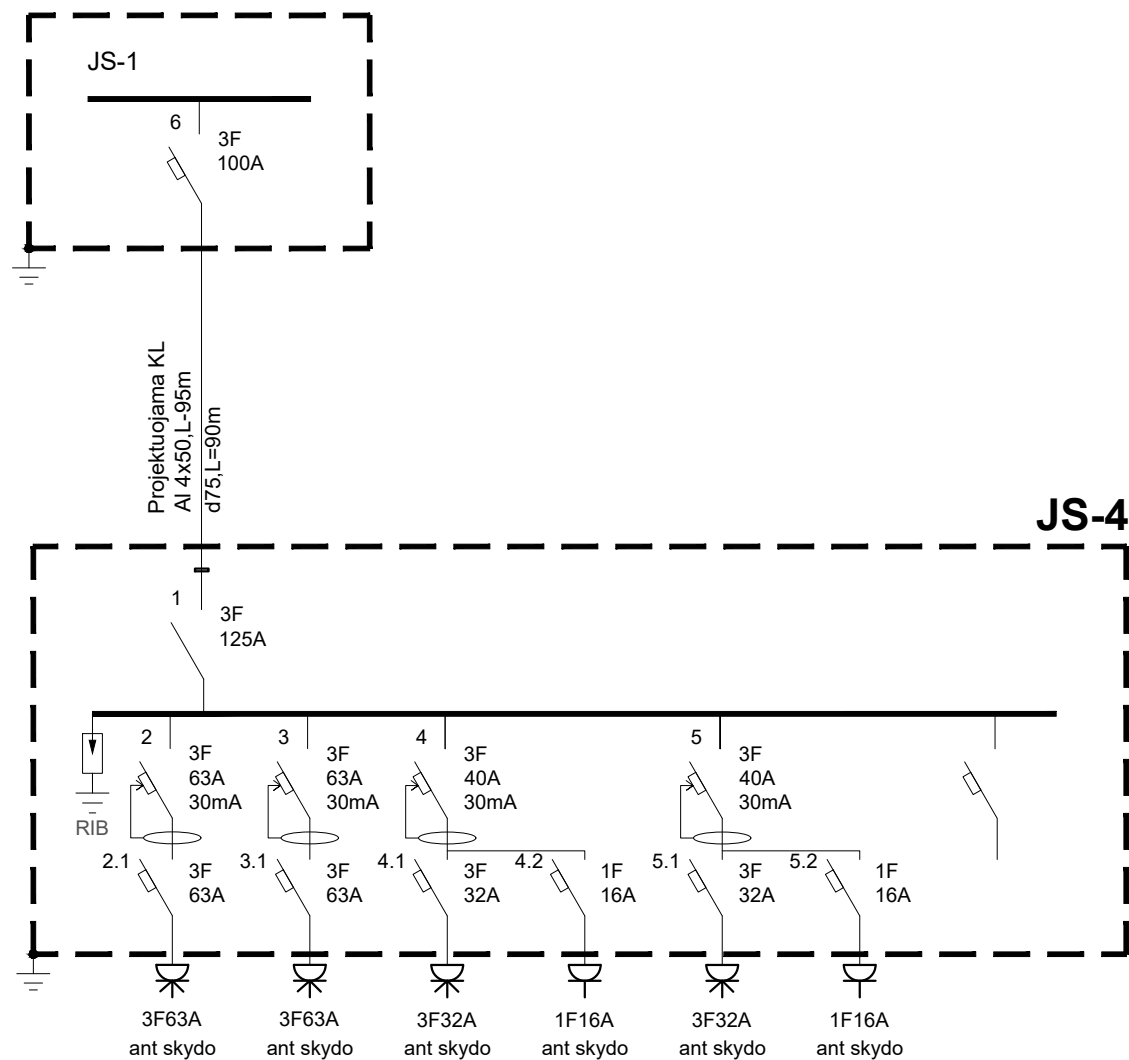 JS-1
6
3F
100A
Projektuojama KL
Al 4x50,L-95m
d75,L=90m
JS-4
1
3F
125A
RIB
2
3F
63A
30mA
3
3F
63A
30mA
4
3F
40A
30mA
5
3F
40A
30mA
2.1
3F
63A
3.1
3F
63A
4.1
3F
32A
4.2
1F
16A
5.1
3F
32A
5.2
1F
16A
3F63A
ant skydo
3F63A
ant skydo
3F32A
ant skydo
1F16A
ant skydo
3F32A
ant skydo
1F16A
ant skydo